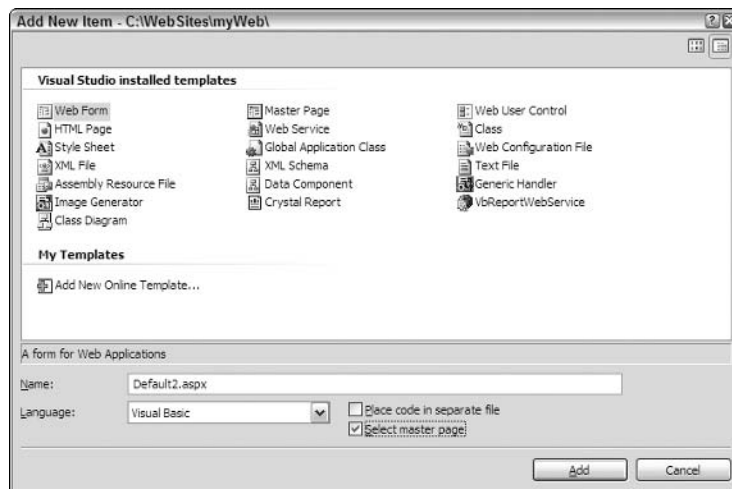 Add New Item - C:\WebSites\myWeb\
Visual Studio installed templates
Web Form Master Page Web User Control
HTML Page Web Service Class
Style Sheet Global Application Class Web Configuration File
XML File XML Schema Text File
Assembly Resource File Data Component Generic Handler
Image Generator Crystal Report VbReportWebService
Class Diagram
My Templates
Add New Online Template...
A form for Web Applications
Name: Default2.aspx
Language: Visual Basic Place code in separate file
Select master page
Add Cancel